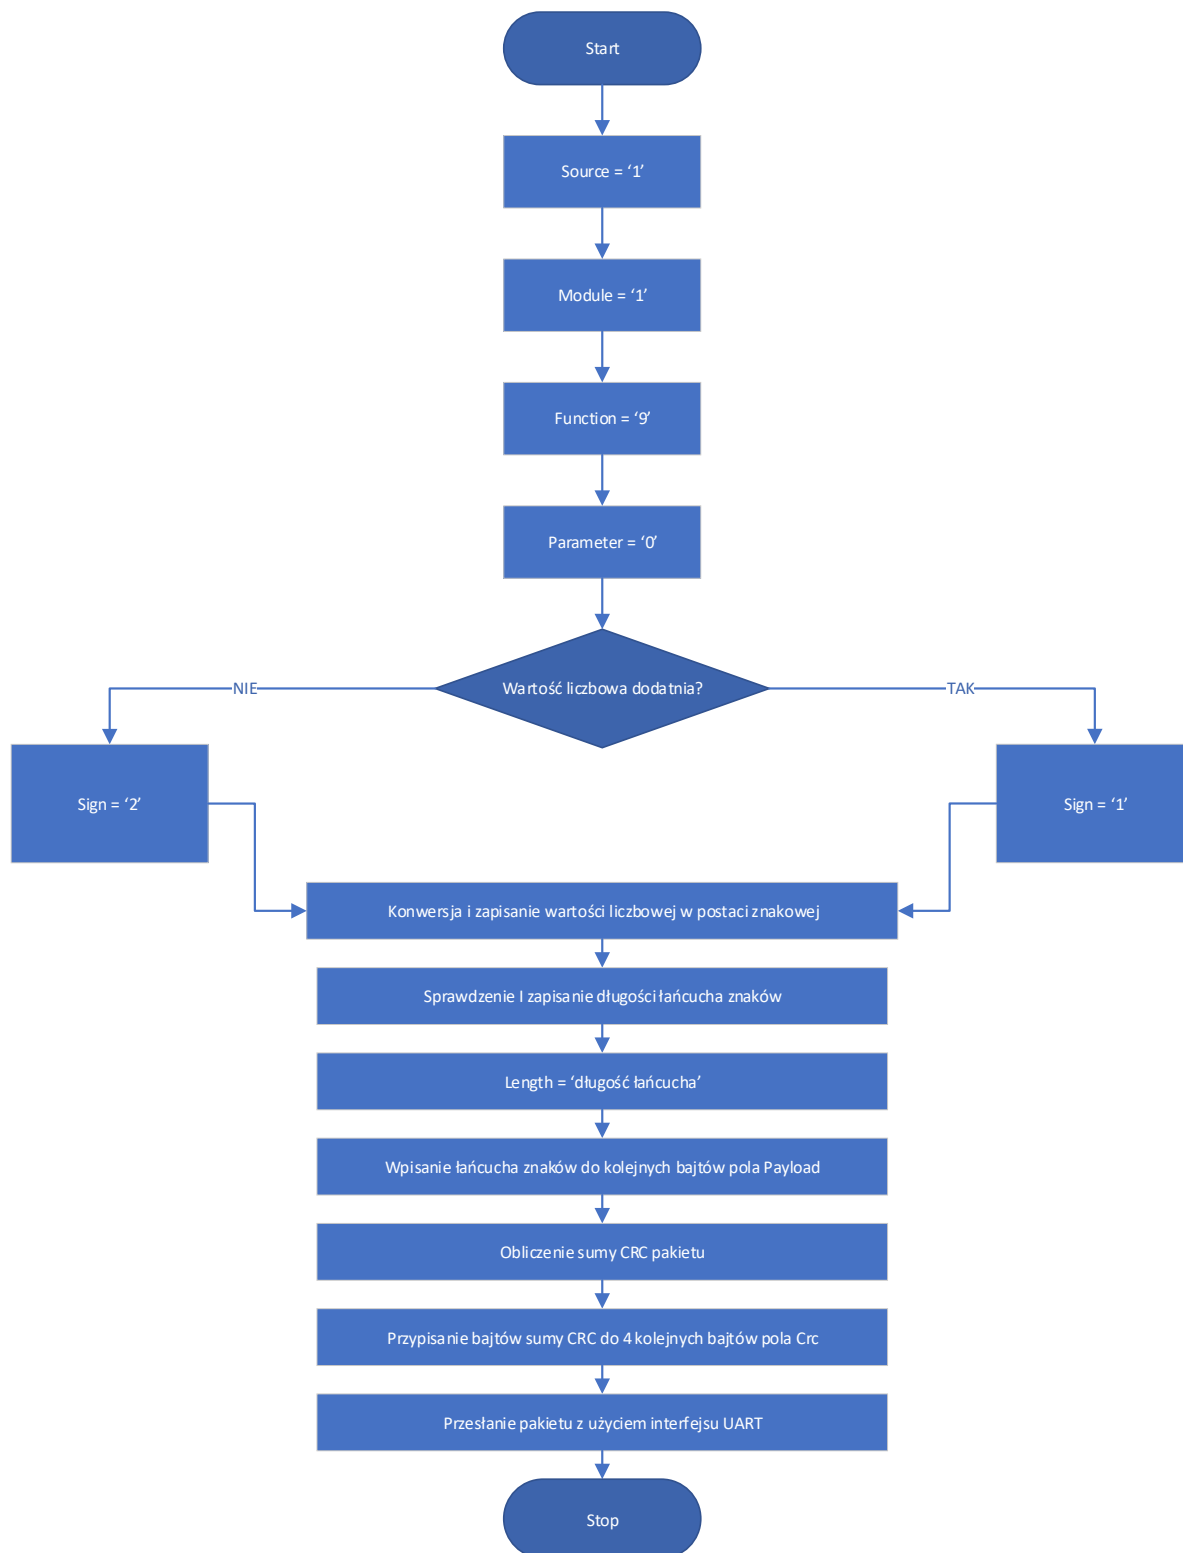 Start
Source = ‘1’
Module = ‘1’
Function = ‘9’
Parameter = ‘0’
Wartość liczbowa dodatnia?
NIE
TAK
Sign = ‘2’
Sign = ‘1’
Konwersja i zapisanie wartości liczbowej w postaci znakowej
Sprawdzenie I zapisanie długości łańcucha znaków
Length = ‘długość łańcucha’
Wpisanie łańcucha znaków do kolejnych bajtów pola Payload
Obliczenie sumy CRC pakietu
Przypisanie bajtów sumy CRC do 4 kolejnych bajtów pola Crc
Przesłanie pakietu z użyciem interfejsu UART
Stop